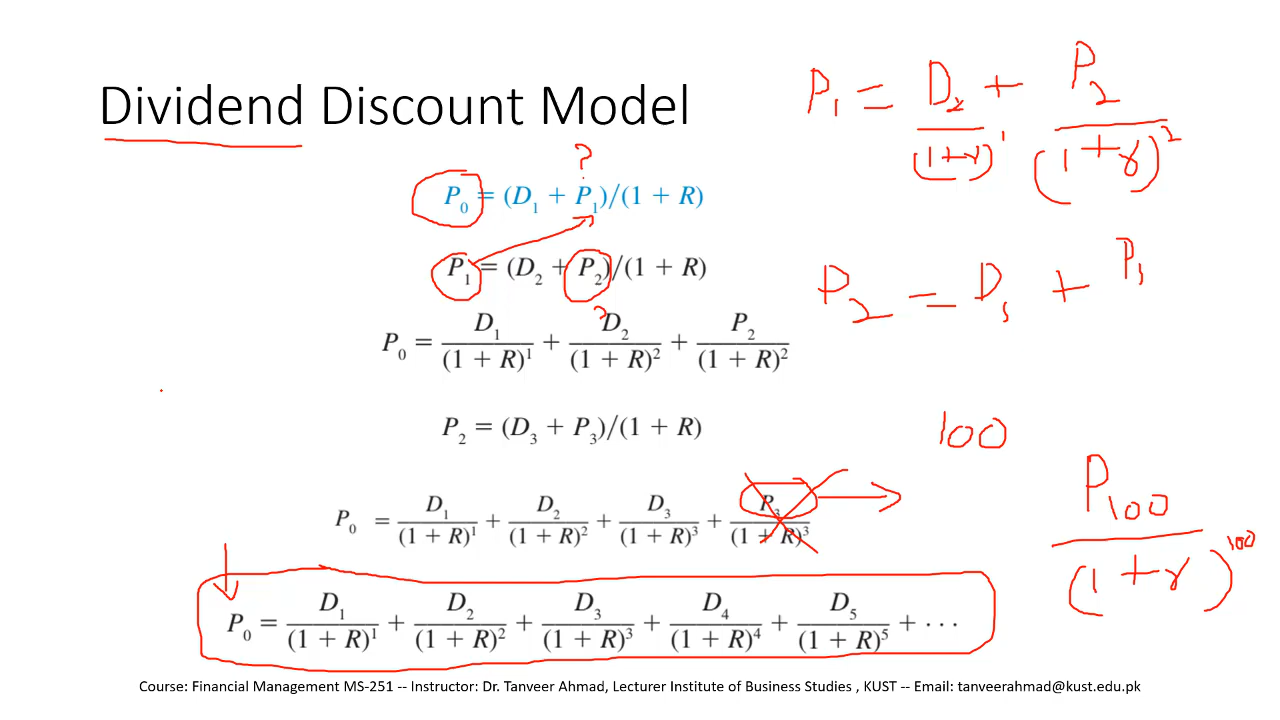 Dividend Discount Model
P₁ = D₂/(1+r)¹ + P₂/(1+r)²
?
P₀ = (D₁ + P₁)/(1 + R)
P₁ = (D₂ + P₂)/(1 + R)
P₂ = D₁ + P₁
?
P₀ = D₁/(1 + R)¹ + D₂/(1 + R)² + P₂/(1 + R)²
P₂ = (D₃ + P₃)/(1 + R)
100
P₁₀₀/(1+r)¹⁰⁰
P₀ = D₁/(1 + R)¹ + D₂/(1 + R)² + D₃/(1 + R)³ + P₃/(1 + R)³
P₀ = D₁/(1 + R)¹ + D₂/(1 + R)² + D₃/(1 + R)³ + D₄/(1 + R)⁴ + D₅/(1 + R)⁵ + · · ·
Course: Financial Management MS-251 -- Instructor: Dr. Tanveer Ahmad, Lecturer Institute of Business Studies , KUST -- Email: tanveerahmad@kust.edu.pk